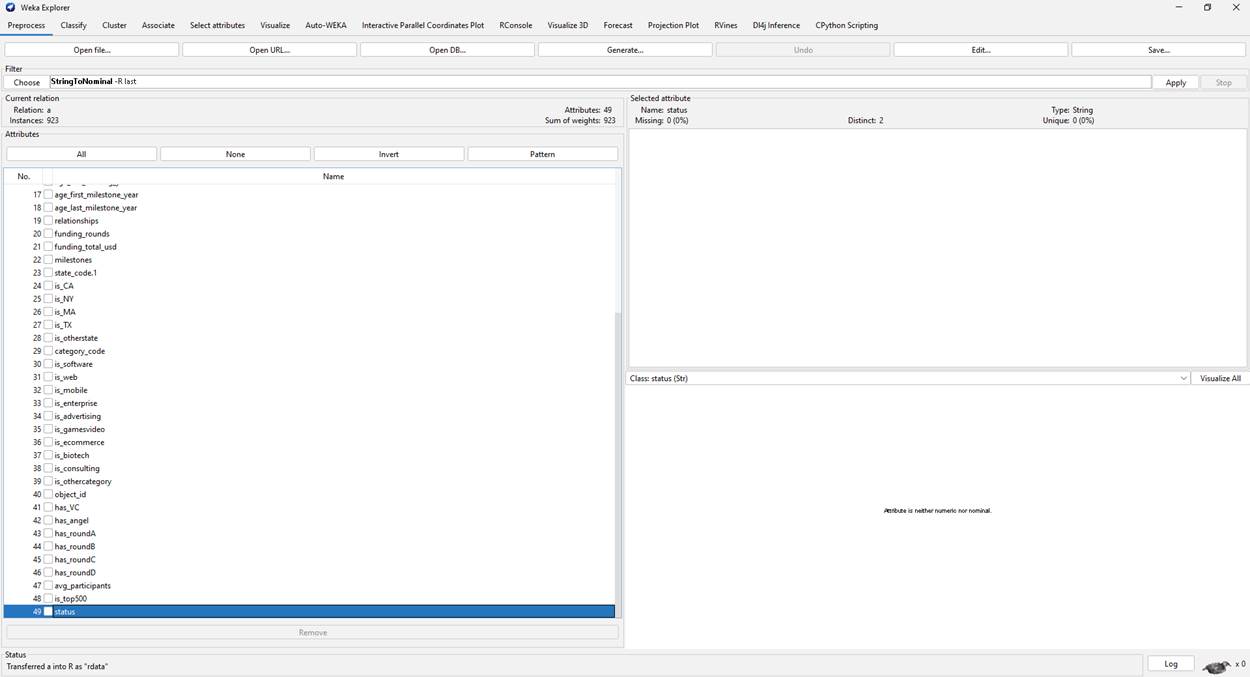 Weka Explorer
Preprocess Classify Cluster Associate Select attributes Visualize Auto-WEKA Interactive Parallel Coordinates Plot RConsole Visualize 3D Forecast Projection Plot RVines Dl4j Inference CPython Scripting
Open file... Open URL... Open DB... Generate... Undo Edit... Save...
Filter
Choose StringToNominal -R last Apply Stop
Current relation
Relation: a Attributes: 49
Instances: 923 Sum of weights: 923
Selected attribute
Name: status Type: String
Missing: 0 (0%) Distinct: 2 Unique: 0 (0%)
Attributes
All None Invert Pattern
No. Name
17 age_first_milestone_year
18 age_last_milestone_year
19 relationships
20 funding_rounds
21 funding_total_usd
22 milestones
23 state_code.1
24 is_CA
25 is_NY
26 is_MA
27 is_TX
28 is_otherstate
29 category_code
30 is_software
31 is_web
32 is_mobile
33 is_enterprise
34 is_advertising
35 is_gamesvideo
36 is_ecommerce
37 is_biotech
38 is_consulting
39 is_othercategory
40 object_id
41 has_VC
42 has_angel
43 has_roundA
44 has_roundB
45 has_roundC
46 has_roundD
47 avg_participants
48 is_top500
49 status
Remove
Class: status (Str) Visualize All
Attribute is neither numeric nor nominal.
Status
Transferred a into R as "rdata"
Log x 0